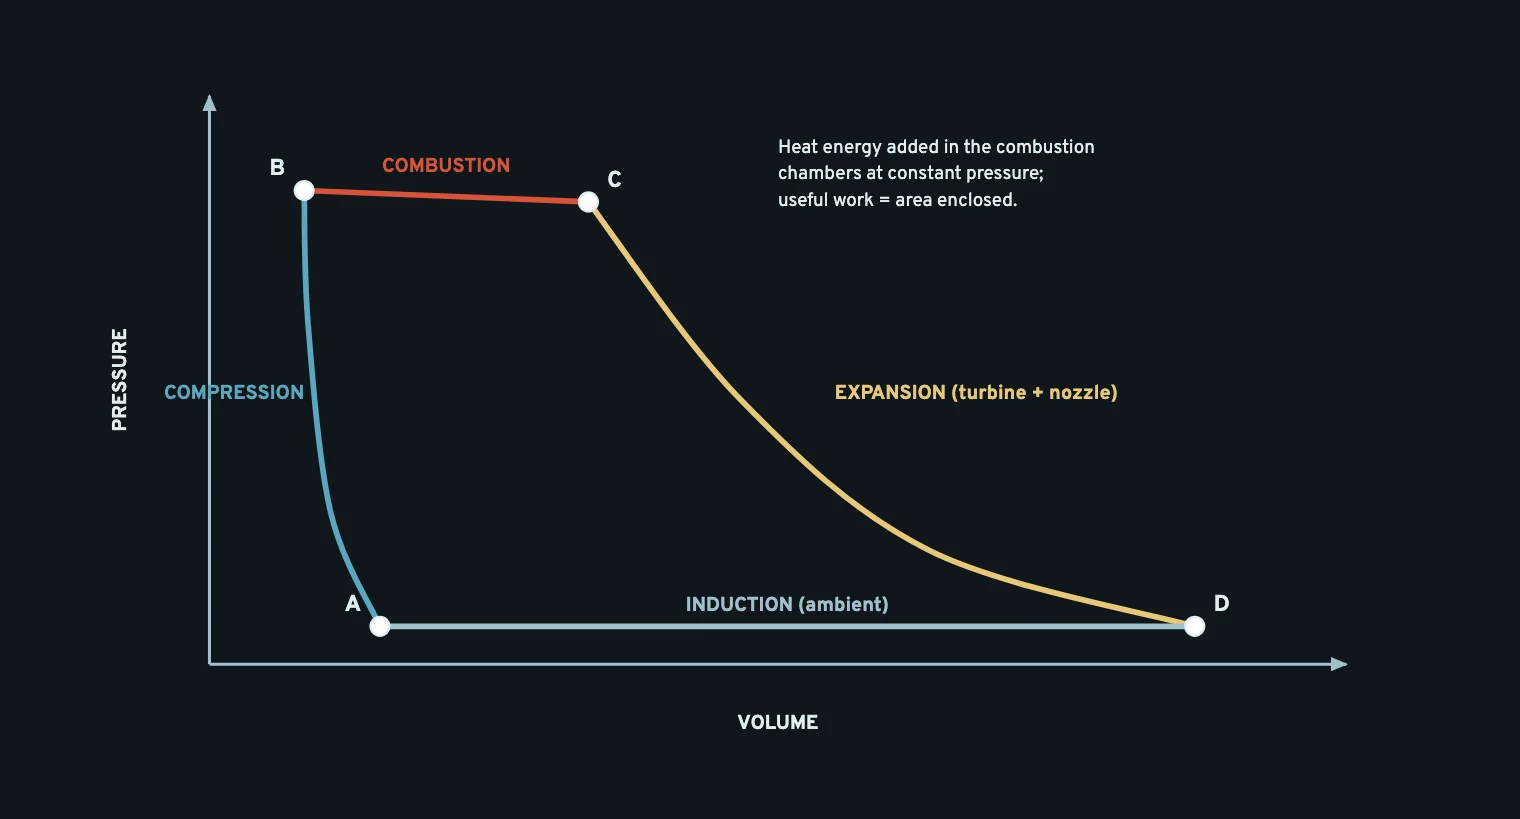 B
COMBUSTION
C
Heat energy added in the combustion
chambers at constant pressure;
useful work = area enclosed.
PRESSURE
COMPRESSION
EXPANSION (turbine + nozzle)
A
INDUCTION (ambient)
D
VOLUME